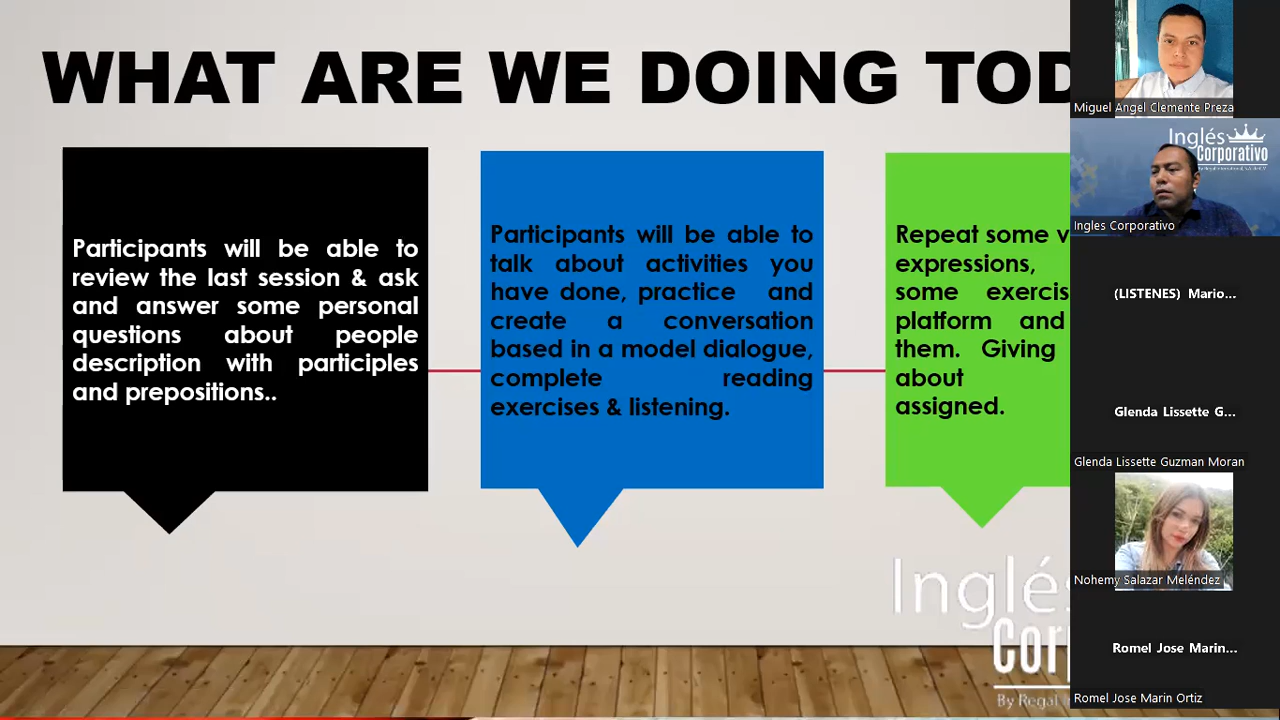 WHAT ARE WE DOING
Participants will be able to
review the last session & ask
and answer some personal
questions about people
description with participles
and prepositions..
Participants will be able to
talk about activities you
have done, practice and
create a conversation
based in a model dialogue,
complete reading
exercises & listening.
Repeat some
expressions,
some
platform and
them. Giving
about
assigned.
Inglés
By
Miguel Angel Clemente Preza
Inglés
Corporativo
Ingles Corporativo
(LISTENES) Mario...
Glenda Lissette G...
Glenda Lissette Guzman Moran
Nohemy Salazar Meléndez
Romel Jose Marin...
Romel Jose Marin Ortiz